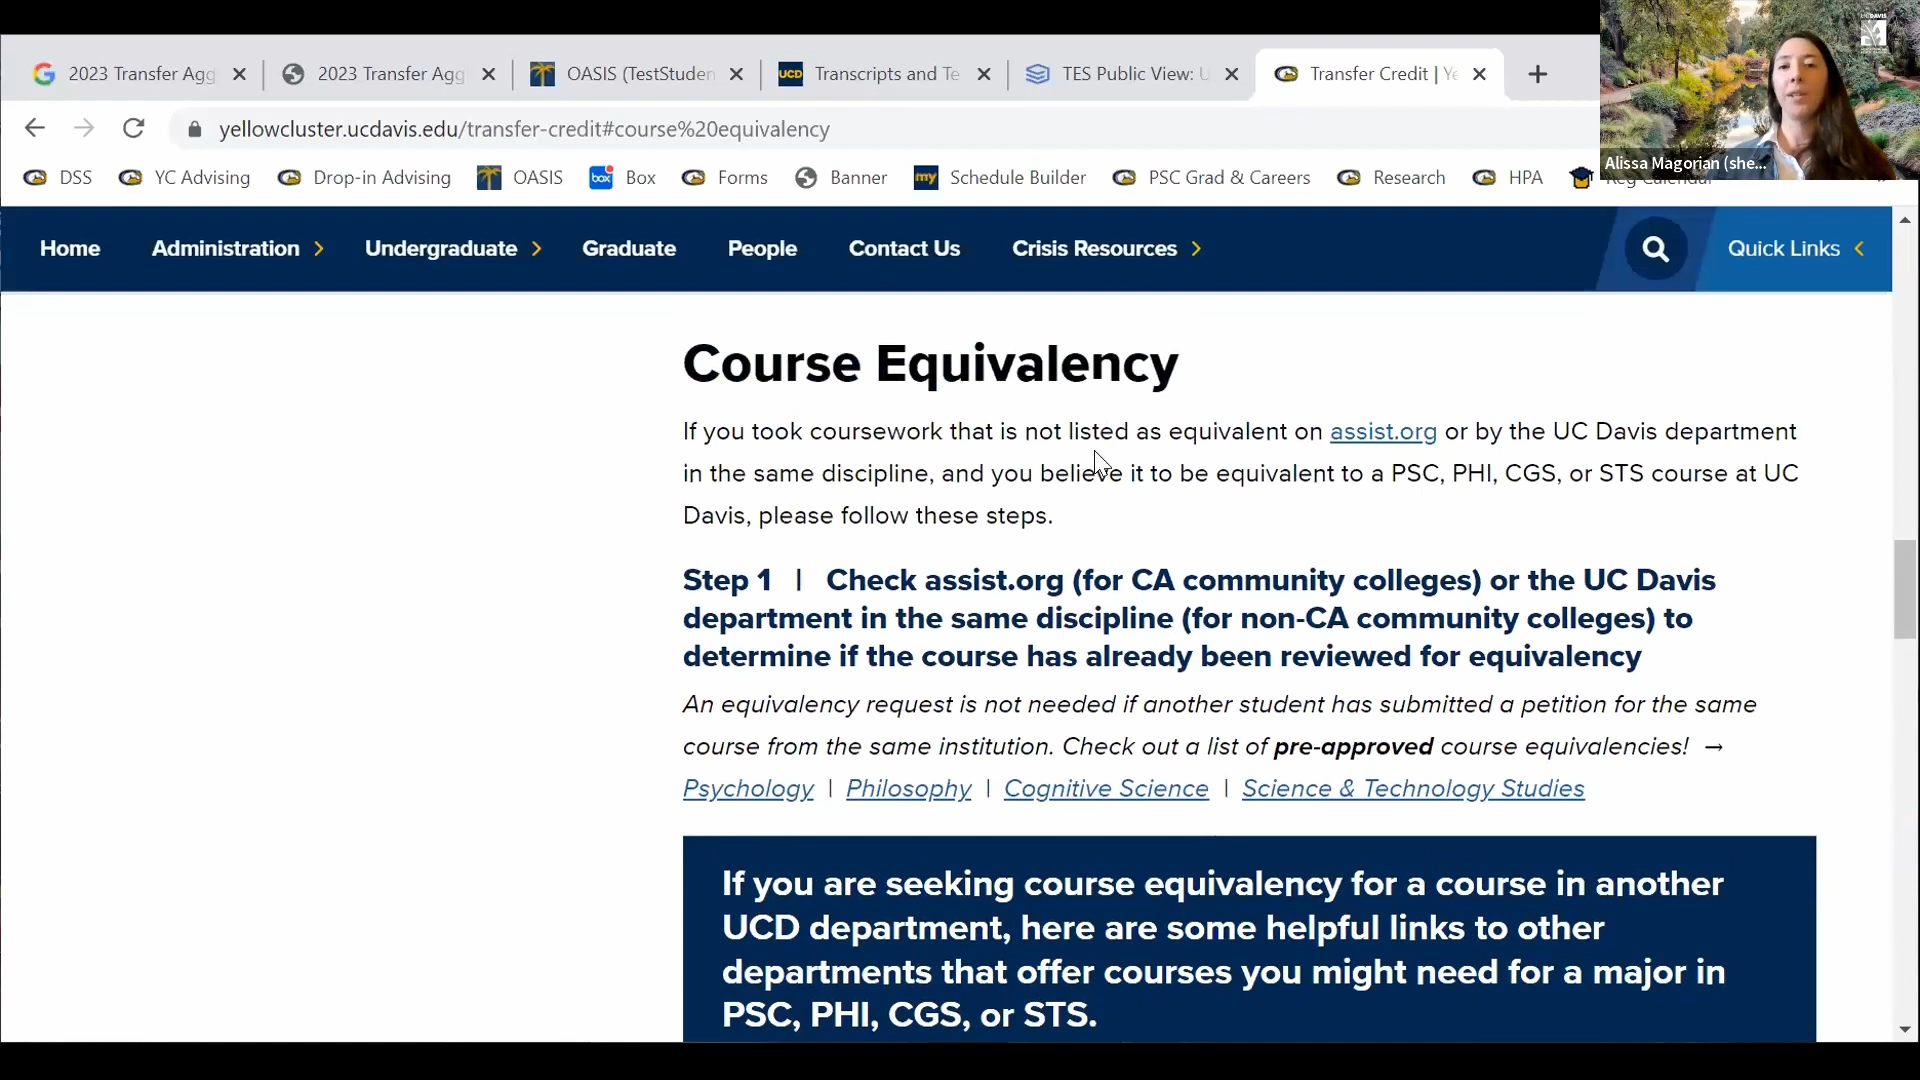 2023 Transfer Agg
2023 Transfer Agg
OASIS (TestStuden
UCD Transcripts and Te
TES Public View: U
Transfer Credit | Ye
yellowcluster.ucdavis.edu/transfer-credit#course%20equivalency
Alissa Magorian (she...
DSS
YC Advising
Drop-in Advising
OASIS
box Box
Forms
Banner
my Schedule Builder
PSC Grad & Careers
Research
HPA
Reg Calendar
Home
Administration
Undergraduate
Graduate
People
Contact Us
Crisis Resources
Quick Links
Course Equivalency
If you took coursework that is not listed as equivalent on assist.org or by the UC Davis department
in the same discipline, and you believe it to be equivalent to a PSC, PHI, CGS, or STS course at UC
Davis, please follow these steps.
Step 1 | Check assist.org (for CA community colleges) or the UC Davis
department in the same discipline (for non-CA community colleges) to
determine if the course has already been reviewed for equivalency
An equivalency request is not needed if another student has submitted a petition for the same
course from the same institution. Check out a list of pre-approved course equivalencies! →
Psychology | Philosophy | Cognitive Science | Science & Technology Studies
If you are seeking course equivalency for a course in another
UCD department, here are some helpful links to other
departments that offer courses you might need for a major in
PSC, PHI, CGS, or STS.